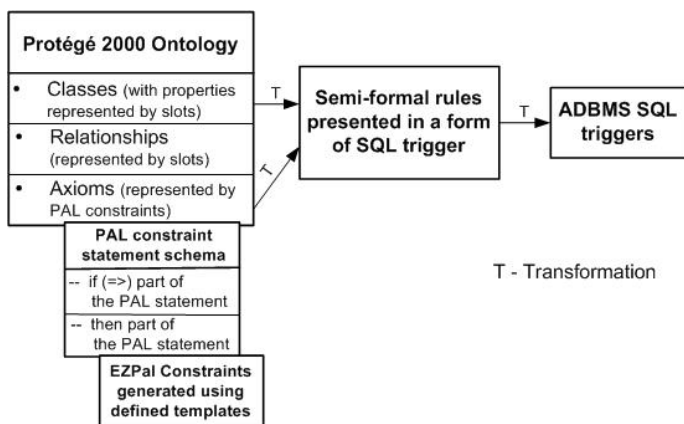 Protégé 2000 Ontology
• Classes (with properties
represented by slots)
• Relationships
(represented by slots)
• Axioms (represented by
PAL constraints)
PAL constraint
statement schema
-- if (=>) part of
the PAL statement
-- then part of
the PAL statement
EZPal Constraints
generated using
defined templates
T
T
Semi-formal rules
presented in a form
of SQL trigger
T
ADBMS SQL
triggers
T - Transformation